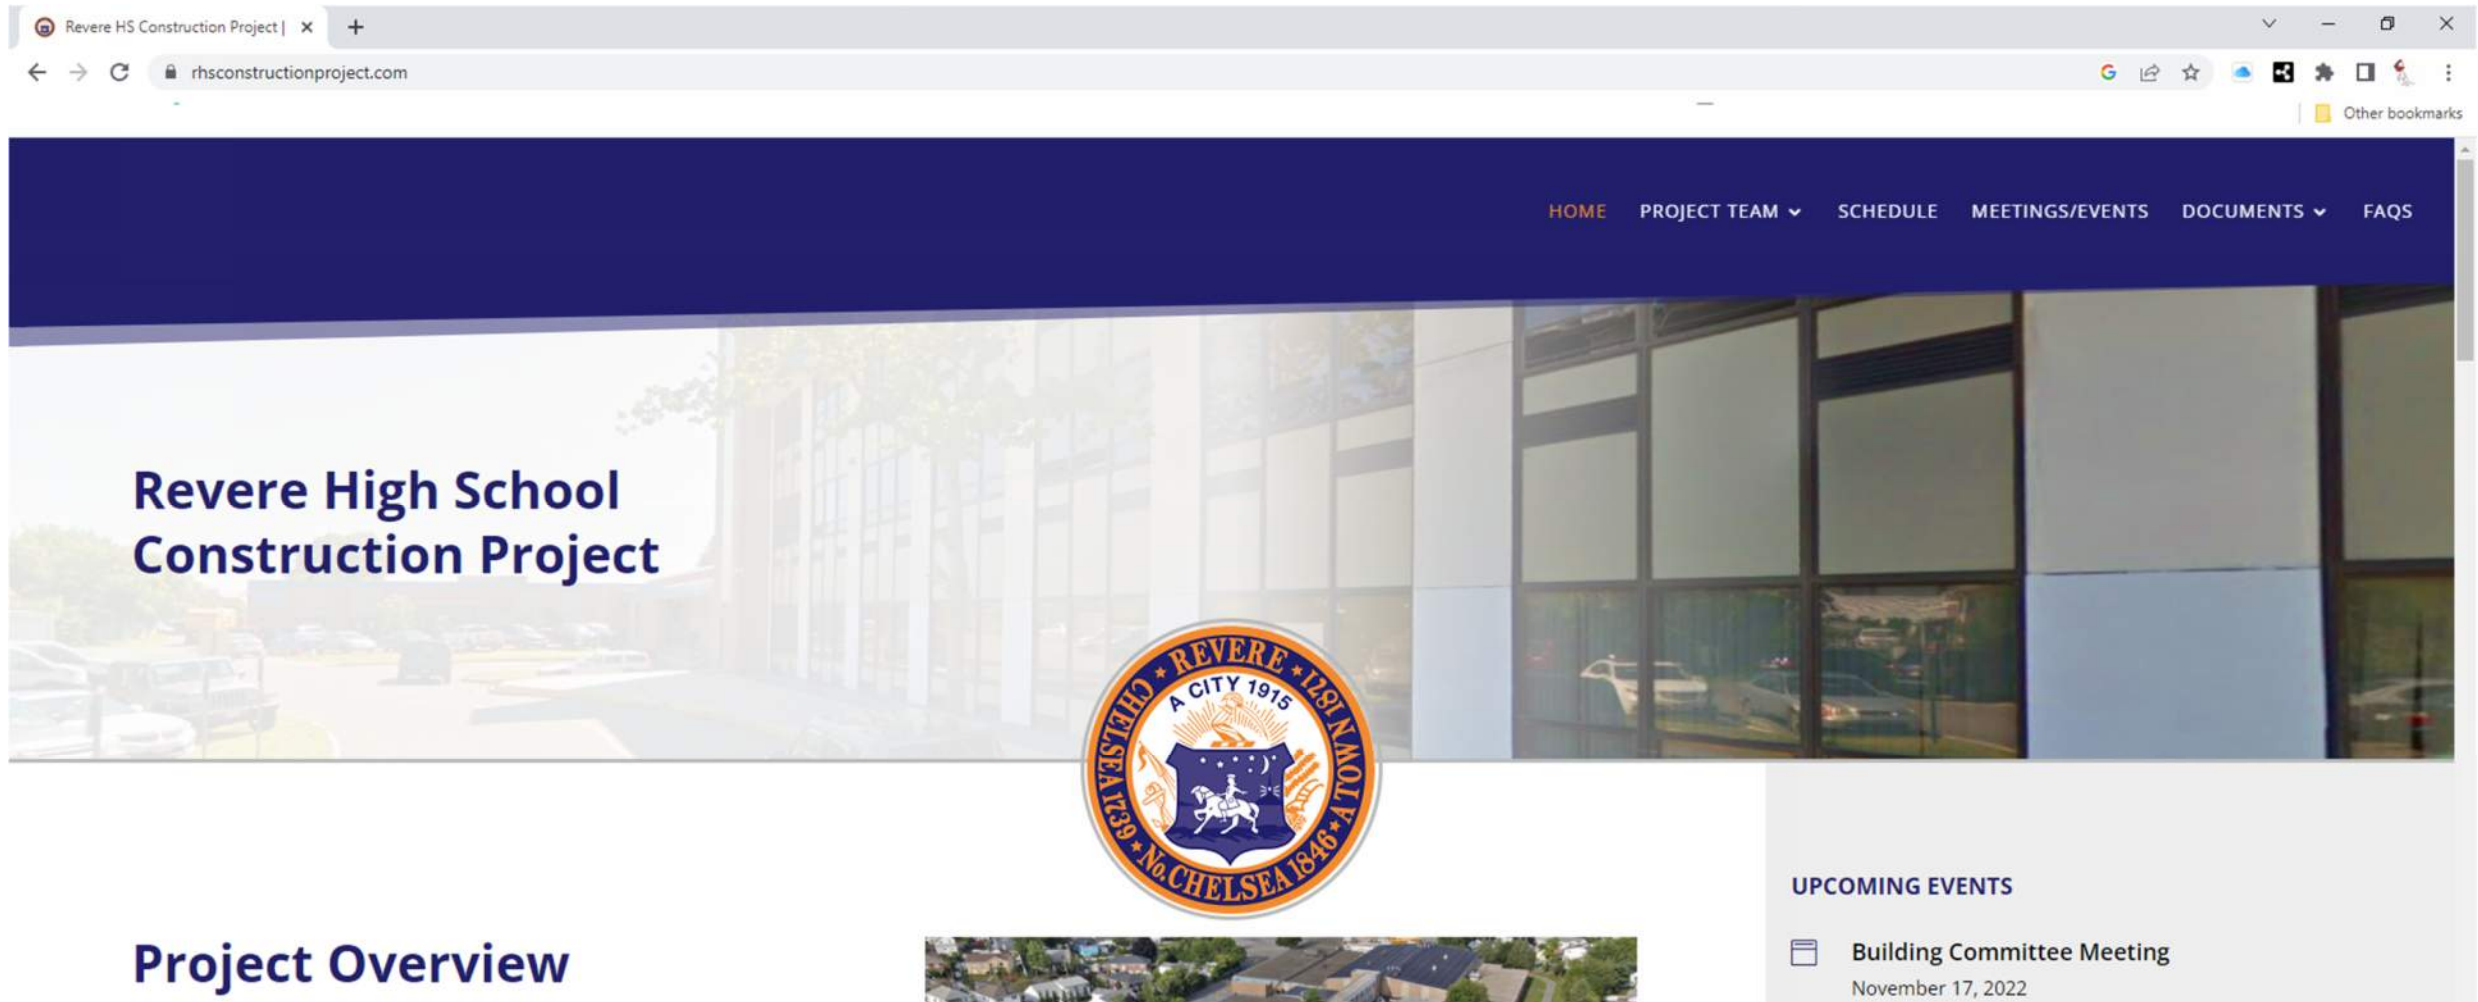 Revere HS Construction Project |
rhsconstructionproject.com
Other bookmarks
HOME PROJECT TEAM SCHEDULE MEETINGS/EVENTS DOCUMENTS FAQS
Revere High School
Construction Project
REVERE
A TOWN 1871
No. CHELSEA 1846
CHELSEA 1739
A CITY 1915
UPCOMING EVENTS
Project Overview
Building Committee Meeting
November 17, 2022